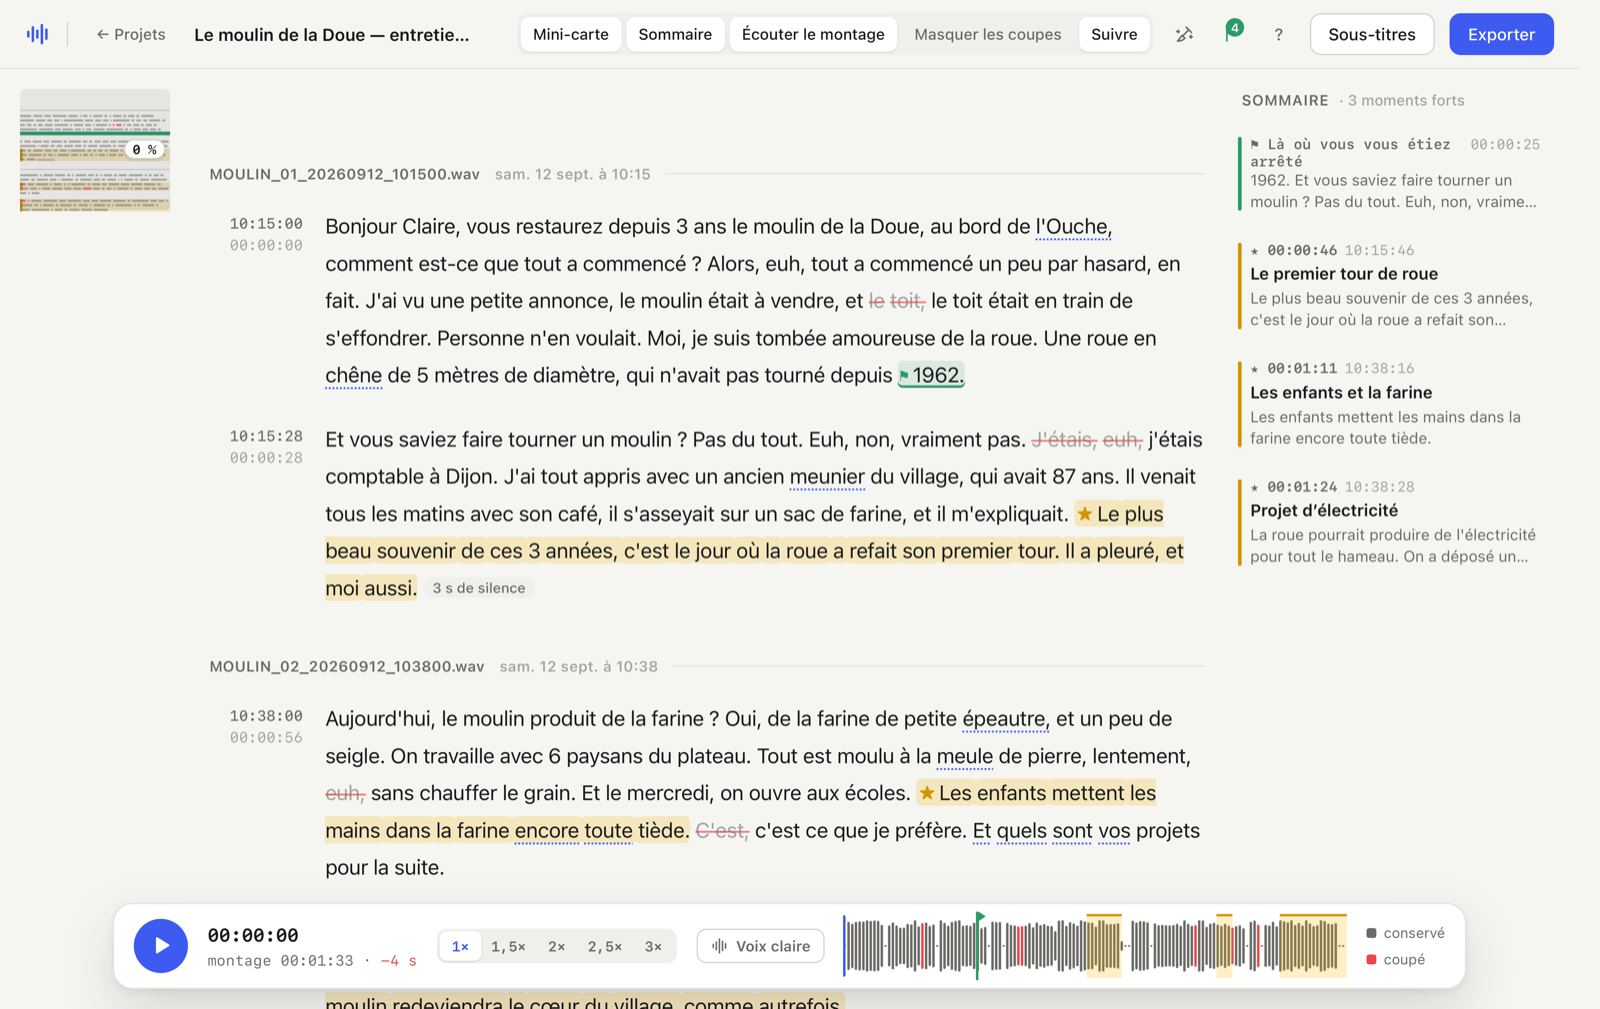 ← Projets
Le moulin de la Doue — entretie...
Mini-carte
Sommaire
Écouter le montage
Masquer les coupes
Suivre
4
?
Sous-titres
Exporter
0 %
MOULIN_01_20260912_101500.wav sam. 12 sept. à 10:15
10:15:00
00:00:00
Bonjour Claire, vous restaurez depuis 3 ans le moulin de la Doue, au bord de l'Ouche,
comment est-ce que tout a commencé ? Alors, euh, tout a commencé un peu par hasard, en
fait. J'ai vu une petite annonce, le moulin était à vendre, et le toit, le toit était en train de
s'effondrer. Personne n'en voulait. Moi, je suis tombée amoureuse de la roue. Une roue en
chêne de 5 mètres de diamètre, qui n'avait pas tourné depuis 1962.
10:15:28
00:00:28
Et vous saviez faire tourner un moulin ? Pas du tout. Euh, non, vraiment pas. J'étais, euh, j'étais
comptable à Dijon. J'ai tout appris avec un ancien meunier du village, qui avait 87 ans. Il venait
tous les matins avec son café, il s'asseyait sur un sac de farine, et il m'expliquait. ★ Le plus
beau souvenir de ces 3 années, c'est le jour où la roue a refait son premier tour. Il a pleuré, et
moi aussi. 3 s de silence
MOULIN_02_20260912_103800.wav sam. 12 sept. à 10:38
10:38:00
00:00:56
Aujourd'hui, le moulin produit de la farine ? Oui, de la farine de petite épeautre, et un peu de
seigle. On travaille avec 6 paysans du plateau. Tout est moulu à la meule de pierre, lentement,
euh, sans chauffer le grain. Et le mercredi, on ouvre aux écoles. ★ Les enfants mettent les
mains dans la farine encore toute tiède. C'est, c'est ce que je préfère. Et quels sont vos projets
pour la suite.
moulin redeviendra le cœur du village, comme autrefois.
SOMMAIRE · 3 moments forts
⚑ Là où vous vous étiez 00:00:25
arrêté
1962. Et vous saviez faire tourner un
moulin ? Pas du tout. Euh, non, vraime...
★ 00:00:46 10:15:46
Le premier tour de roue
Le plus beau souvenir de ces 3 années,
c'est le jour où la roue a refait son...
★ 00:01:11 10:38:16
Les enfants et la farine
Les enfants mettent les mains dans la
farine encore toute tiède.
★ 00:01:24 10:38:28
Projet d’électricité
La roue pourrait produire de l'électricité
pour tout le hameau. On a déposé un...
00:00:00
montage 00:01:33 · −4 s
1× 1,5× 2× 2,5× 3×
Voix claire
conservé
coupé